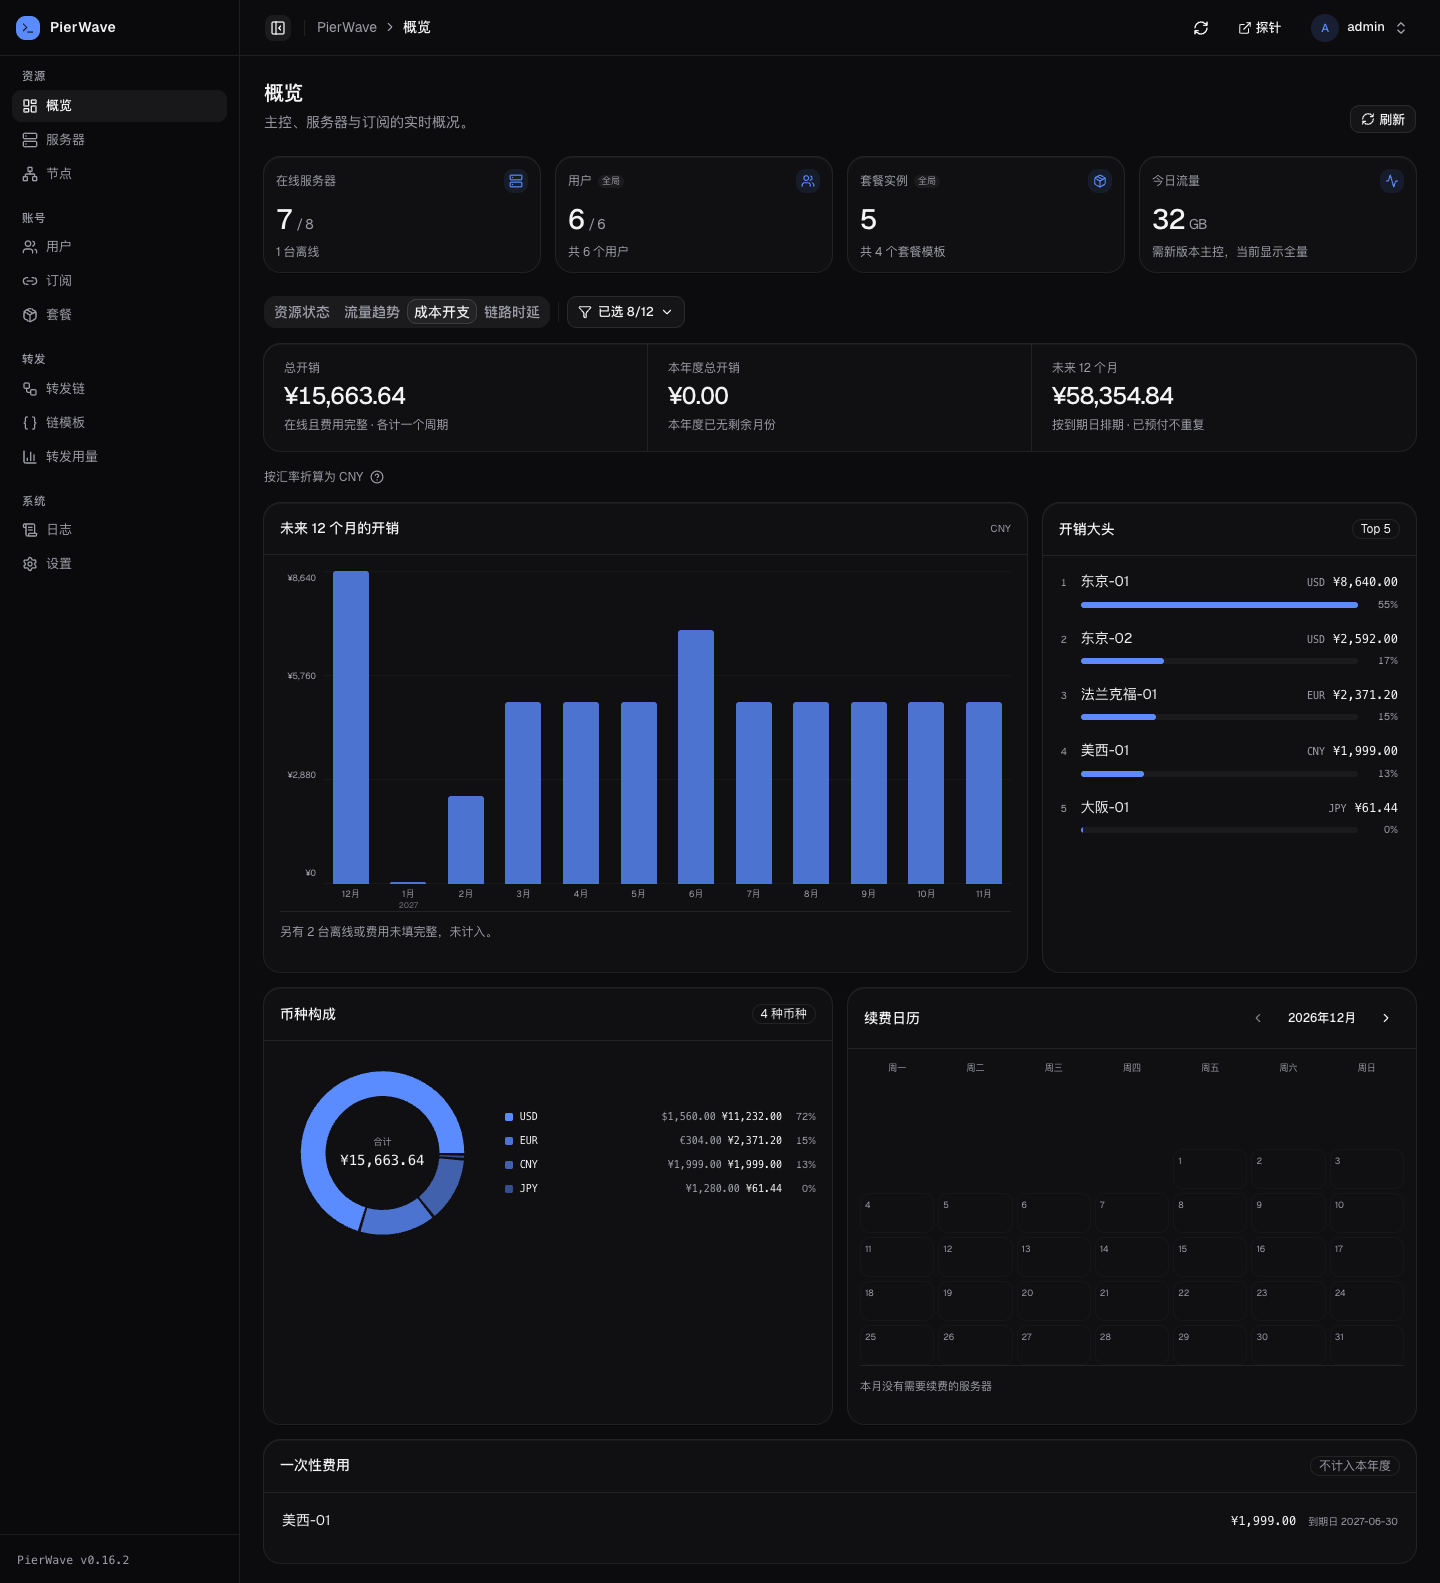 PierWave
PierWave > 概览
探针
A admin
资源
概览
服务器
节点
账号
用户
订阅
套餐
转发
转发链
链模板
转发用量
系统
日志
设置
PierWave v0.16.2
概览
主控、服务器与订阅的实时概况。
刷新
在线服务器
7 / 8
1 台离线
用户 全局
6 / 6
共 6 个用户
套餐实例 全局
5
共 4 个套餐模板
今日流量
32 GB
需新版本主控，当前显示全量
资源状态 流量趋势 成本开支 链路时延
已选 8/12
总开销
¥15,663.64
在线且费用完整 · 各计一个周期
本年度总开销
¥0.00
本年度已无剩余月份
未来 12 个月
¥58,354.84
按到期日排期 · 已预付不重复
按汇率折算为 CNY
未来 12 个月的开销 CNY
¥8,640
¥5,760
¥2,880
¥0
12月 1月 2月 3月 4月 5月 6月 7月 8月 9月 10月 11月
2027
另有 2 台离线或费用未填完整，未计入。
开销大头 Top 5
1 东京-01 USD ¥8,640.00
55%
2 东京-02 USD ¥2,592.00
17%
3 法兰克福-01 EUR ¥2,371.20
15%
4 美西-01 CNY ¥1,999.00
13%
5 大阪-01 JPY ¥61.44
0%
币种构成 4 种币种
合计
¥15,663.64
USD $1,560.00 ¥11,232.00 72%
EUR €304.00 ¥2,371.20 15%
CNY ¥1,999.00 ¥1,999.00 13%
JPY ¥1,280.00 ¥61.44 0%
续费日历 2026年12月
周一 周二 周三 周四 周五 周六 周日
1 2 3
4 5 6 7 8 9 10
11 12 13 14 15 16 17
18 19 20 21 22 23 24
25 26 27 28 29 30 31
本月没有需要续费的服务器
一次性费用 不计入本年度
美西-01 ¥1,999.00 到期日 2027-06-30